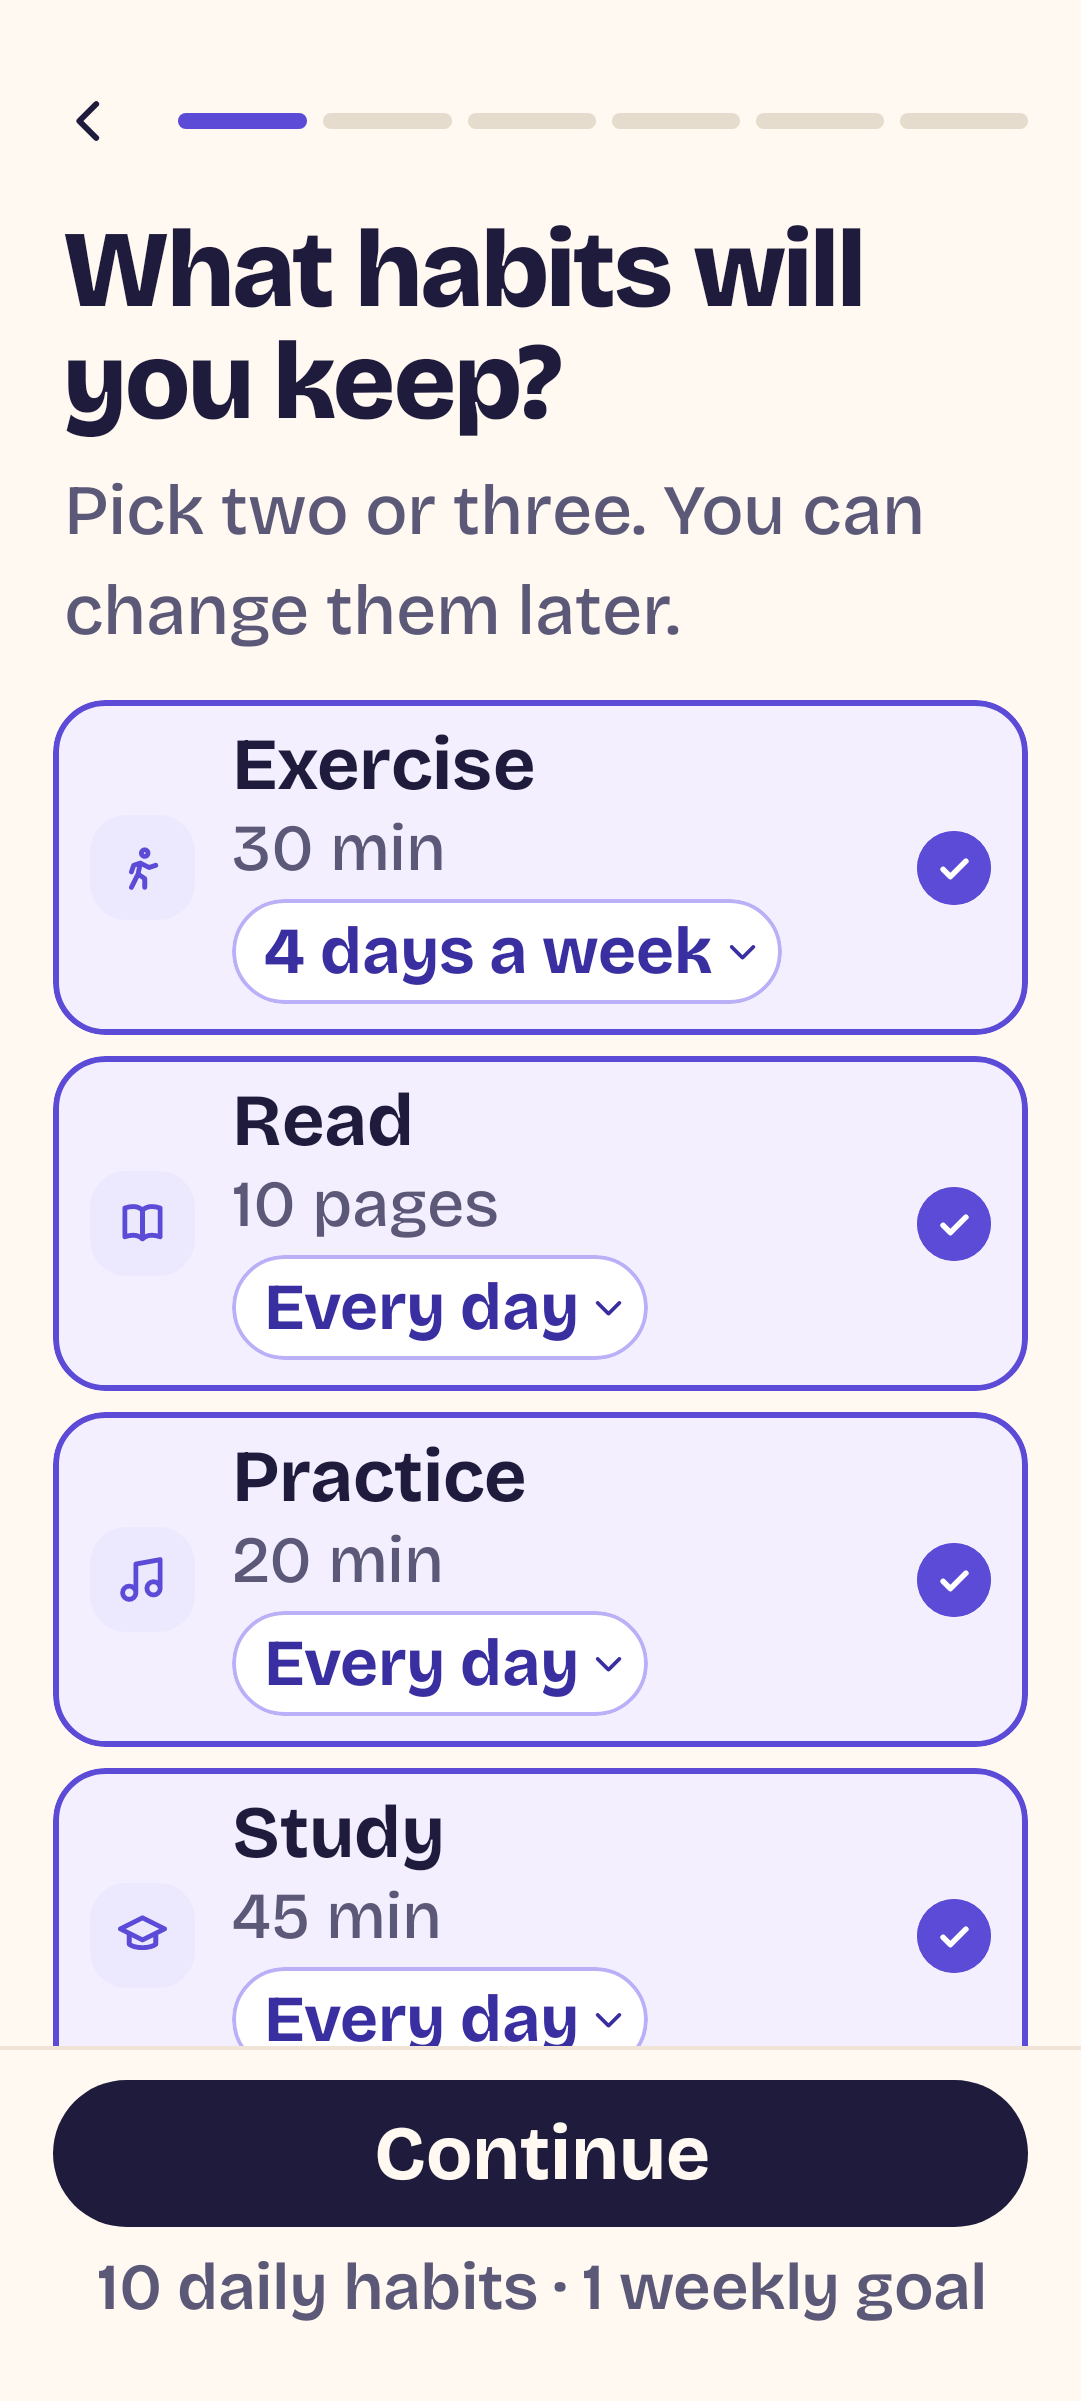 What habits will
you keep?
Pick two or three. You can
change them later.
Exercise
30 min
4 days a week
Read
10 pages
Every day
Practice
20 min
Every day
Study
45 min
Every day
Continue
10 daily habits · 1 weekly goal